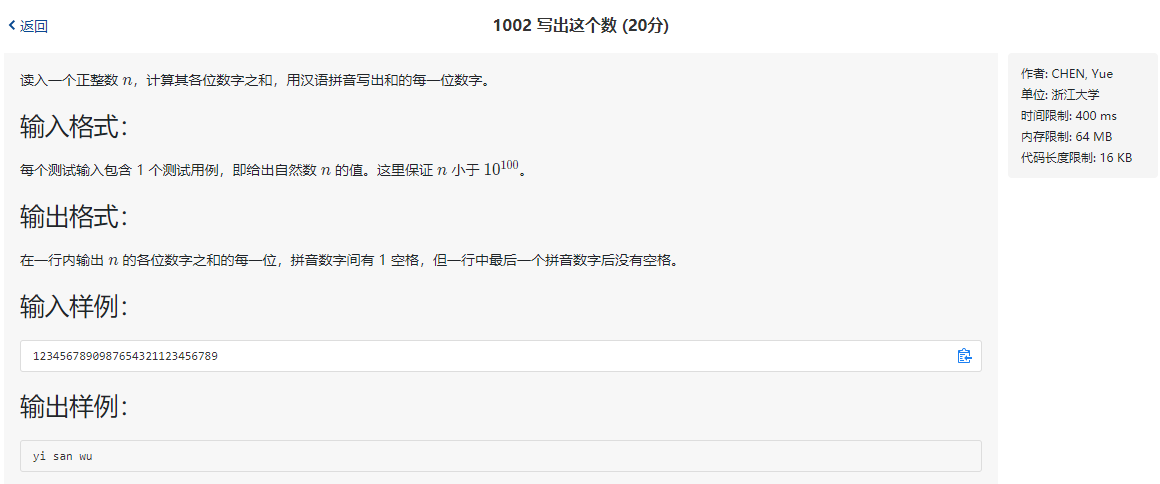 返回
1002 写出这个数 (20分)
读入一个正整数 n，计算其各位数字之和，用汉语拼音写出和的每一位数字。
输入格式：
每个测试输入包含 1 个测试用例，即给出自然数 n 的值。这里保证 n 小于 10^100。
输出格式：
在一行内输出 n 的各位数字之和的每一位，拼音数字间有 1 空格，但一行中最后一个拼音数字后没有空格。
输入样例：
1234567890987654321123456789
输出样例：
yi san wu
作者: CHEN, Yue
单位: 浙江大学
时间限制: 400 ms
内存限制: 64 MB
代码长度限制: 16 KB